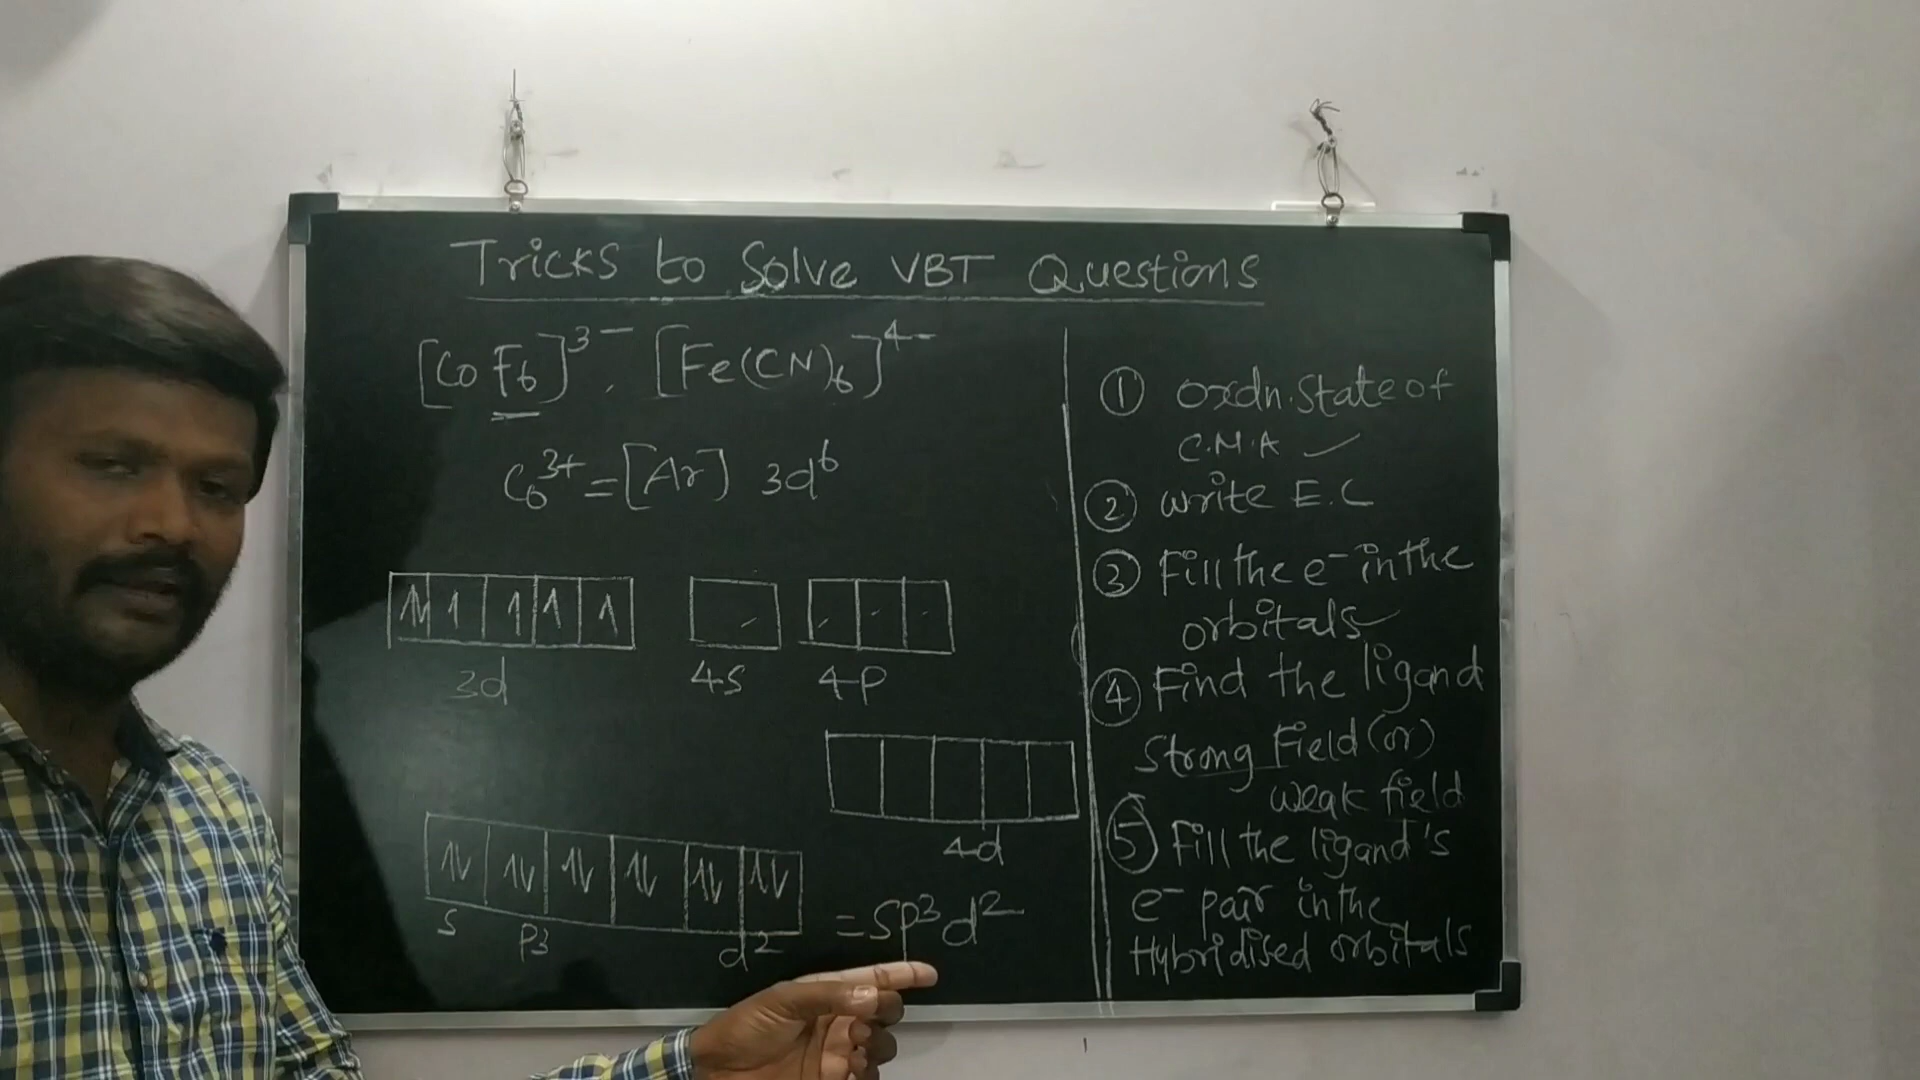 Tricks to Solve VBT Questions
[CoF6]3- . [Fe(CN)6]4-
Co3+ = [Ar] 3d6
3d 4s 4p
4d
s p3 d2
= sp3d2
① oxdn.state of
C.M.A ✓
② write E.C
③ Fill the e- in the
orbitals ✓
④ Find the ligand
Strong Field (or)
weak field
⑤ Fill the ligand's
e- pair in the
Hybridised orbitals